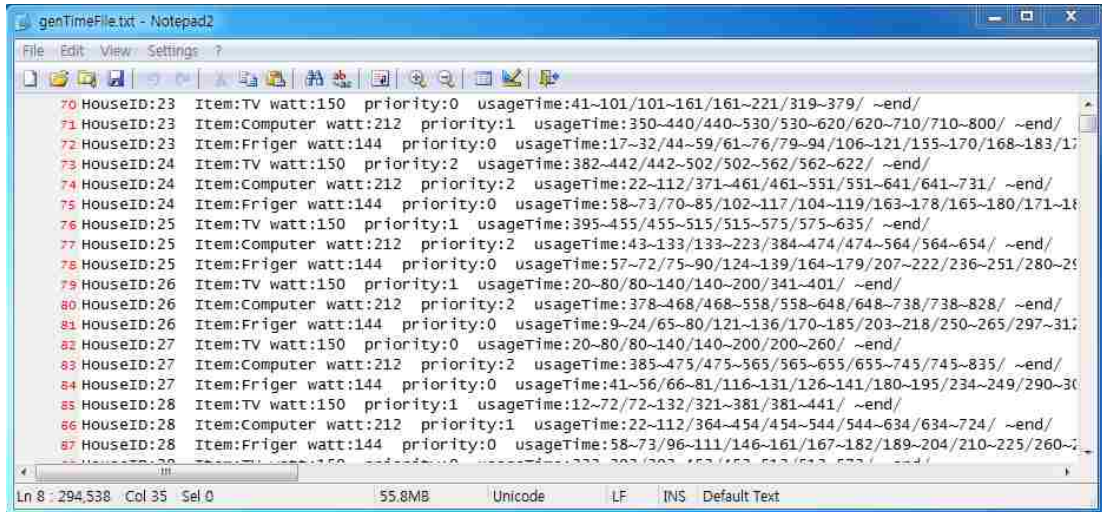 genTimeFile.txt - Notepad2
File Edit View Settings ?
70 HouseID:23 Item:TV watt:150 priority:0 usageTime:41~101/101~161/161~221/319~379/ ~end/
71 HouseID:23 Item:Computer watt:212 priority:1 usageTime:350~440/440~530/530~620/620~710/710~800/ ~end/
72 HouseID:23 Item:Friger watt:144 priority:0 usageTime:17~32/44~59/61~76/79~94/106~121/155~170/168~183/17
73 HouseID:24 Item:TV watt:150 priority:2 usageTime:382~442/442~502/502~562/562~622/ ~end/
74 HouseID:24 Item:Computer watt:212 priority:2 usageTime:22~112/371~461/461~551/551~641/641~731/ ~end/
75 HouseID:24 Item:Friger watt:144 priority:0 usageTime:58~73/70~85/102~117/104~119/163~178/165~180/171~18
76 HouseID:25 Item:TV watt:150 priority:1 usageTime:395~455/455~515/515~575/575~635/ ~end/
77 HouseID:25 Item:Computer watt:212 priority:2 usageTime:43~133/133~223/384~474/474~564/564~654/ ~end/
78 HouseID:25 Item:Friger watt:144 priority:0 usageTime:57~72/75~90/124~139/164~179/207~222/236~251/280~29
79 HouseID:26 Item:TV watt:150 priority:1 usageTime:20~80/80~140/140~200/341~401/ ~end/
80 HouseID:26 Item:Computer watt:212 priority:2 usageTime:378~468/468~558/558~648/648~738/738~828/ ~end/
81 HouseID:26 Item:Friger watt:144 priority:0 usageTime:9~24/65~80/121~136/170~185/203~218/250~265/297~312
82 HouseID:27 Item:TV watt:150 priority:0 usageTime:20~80/80~140/140~200/200~260/ ~end/
83 HouseID:27 Item:Computer watt:212 priority:2 usageTime:385~475/475~565/565~655/655~745/745~835/ ~end/
84 HouseID:27 Item:Friger watt:144 priority:0 usageTime:41~56/66~81/116~131/126~141/180~195/234~249/290~30
85 HouseID:28 Item:TV watt:150 priority:1 usageTime:12~72/72~132/321~381/381~441/ ~end/
86 HouseID:28 Item:Computer watt:212 priority:1 usageTime:22~112/364~454/454~544/544~634/634~724/ ~end/
87 HouseID:28 Item:Friger watt:144 priority:0 usageTime:58~73/96~111/146~161/167~182/189~204/210~225/260~2
Ln 8 : 294,538 Col 35 Sel 0 55.8MB Unicode LF INS Default Text